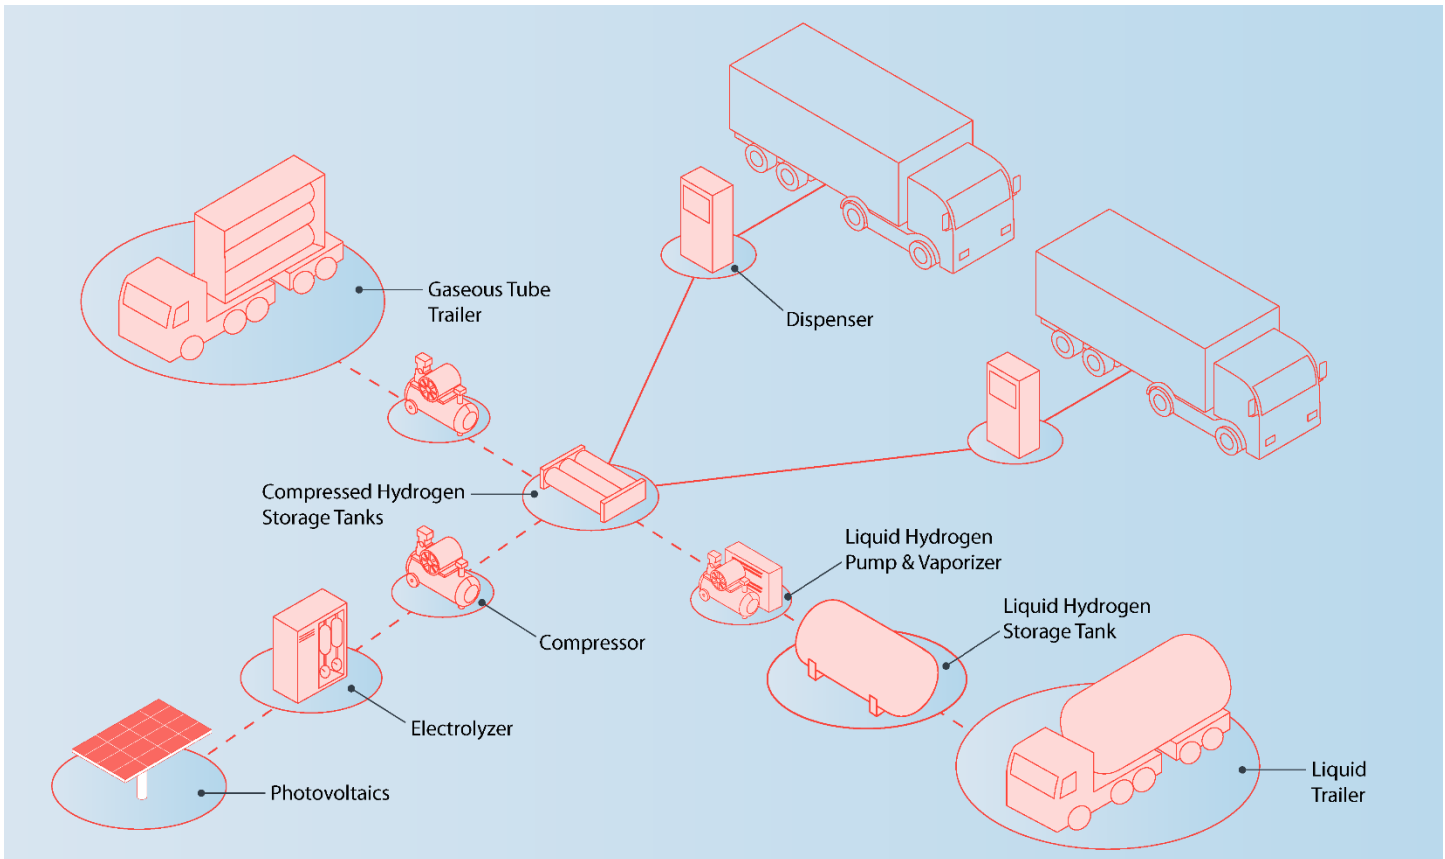 Gaseous Tube
Trailer
Dispenser
Compressed Hydrogen
Storage Tanks
Liquid Hydrogen
Pump & Vaporizer
Liquid Hydrogen
Storage Tank
Compressor
Electrolyzer
Photovoltaics
Liquid
Trailer